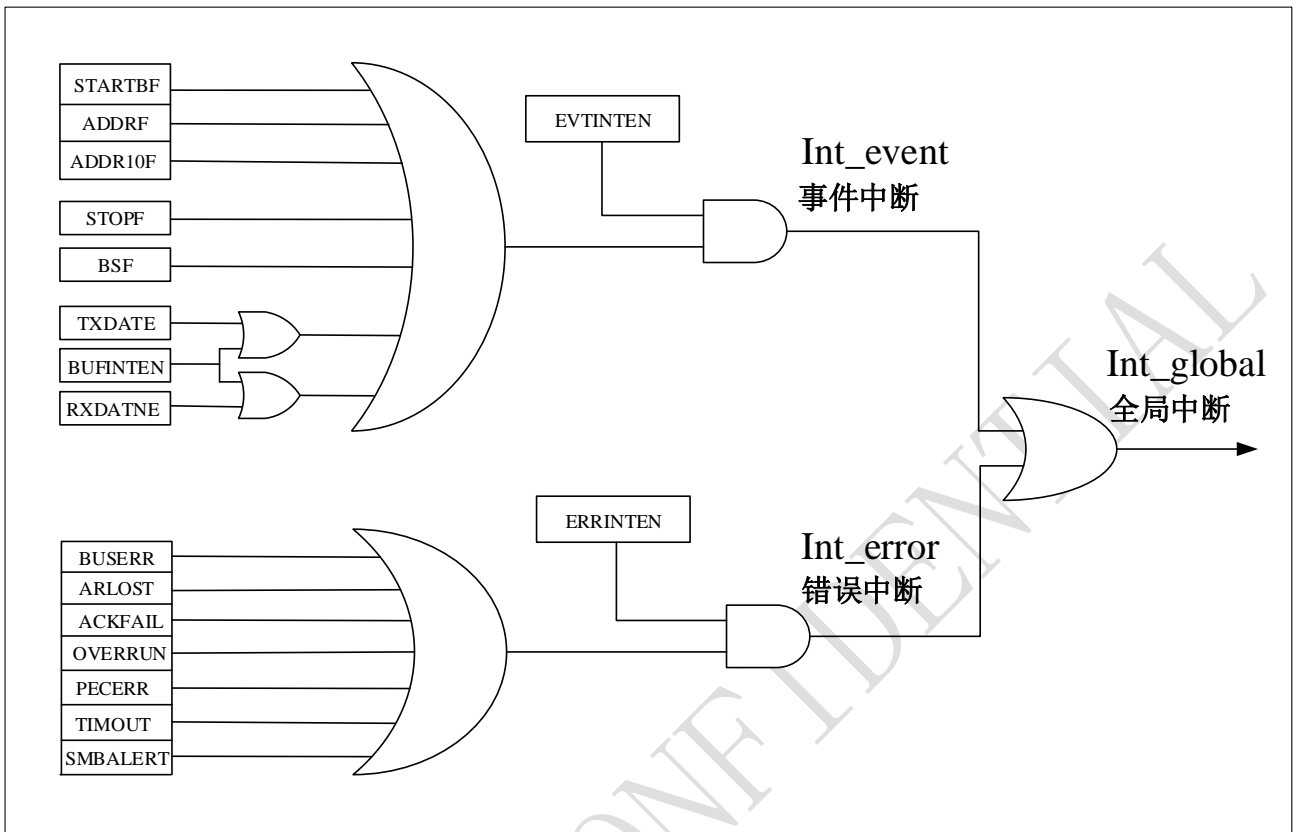 STARTBF
ADDRF
ADDR10F
STOPF
BSF
TXDATE
BUFINTEN
RXDATNE
EVTINTEN
Int_event
事件中断
Int_global
全局中断
BUSERR
ARLOST
ACKFAIL
OVERRUN
PECERR
TIMOUT
SMBALERT
ERRINTEN
Int_error
错误中断
CONFIDENTIAL